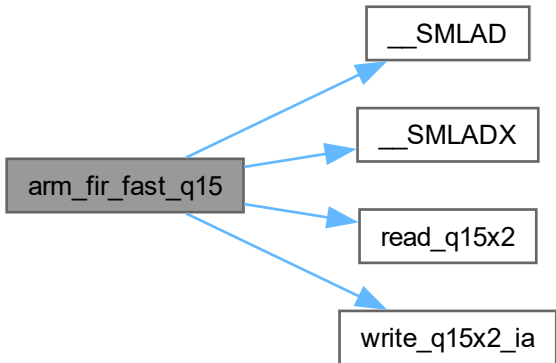 __SMLAD
__SMLADX
arm_fir_fast_q15
read_q15x2
write_q15x2_ia